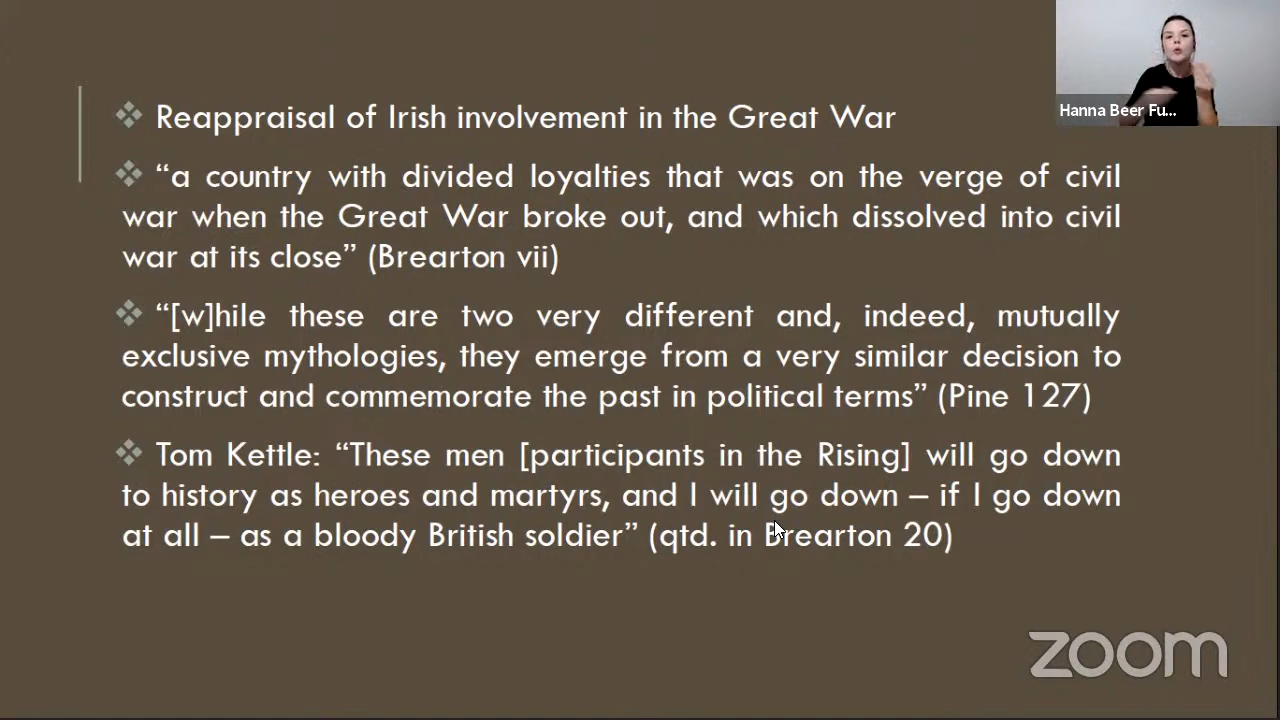 Hanna Beer Fu...
❖ Reappraisal of Irish involvement in the Great War
❖ “a country with divided loyalties that was on the verge of civil
war when the Great War broke out, and which dissolved into civil
war at its close” (Brearton vii)
❖ “[w]hile these are two very different and, indeed, mutually
exclusive mythologies, they emerge from a very similar decision to
construct and commemorate the past in political terms” (Pine 127)
❖ Tom Kettle: “These men [participants in the Rising] will go down
to history as heroes and martyrs, and I will go down – if I go down
at all – as a bloody British soldier” (qtd. in Brearton 20)
zoom